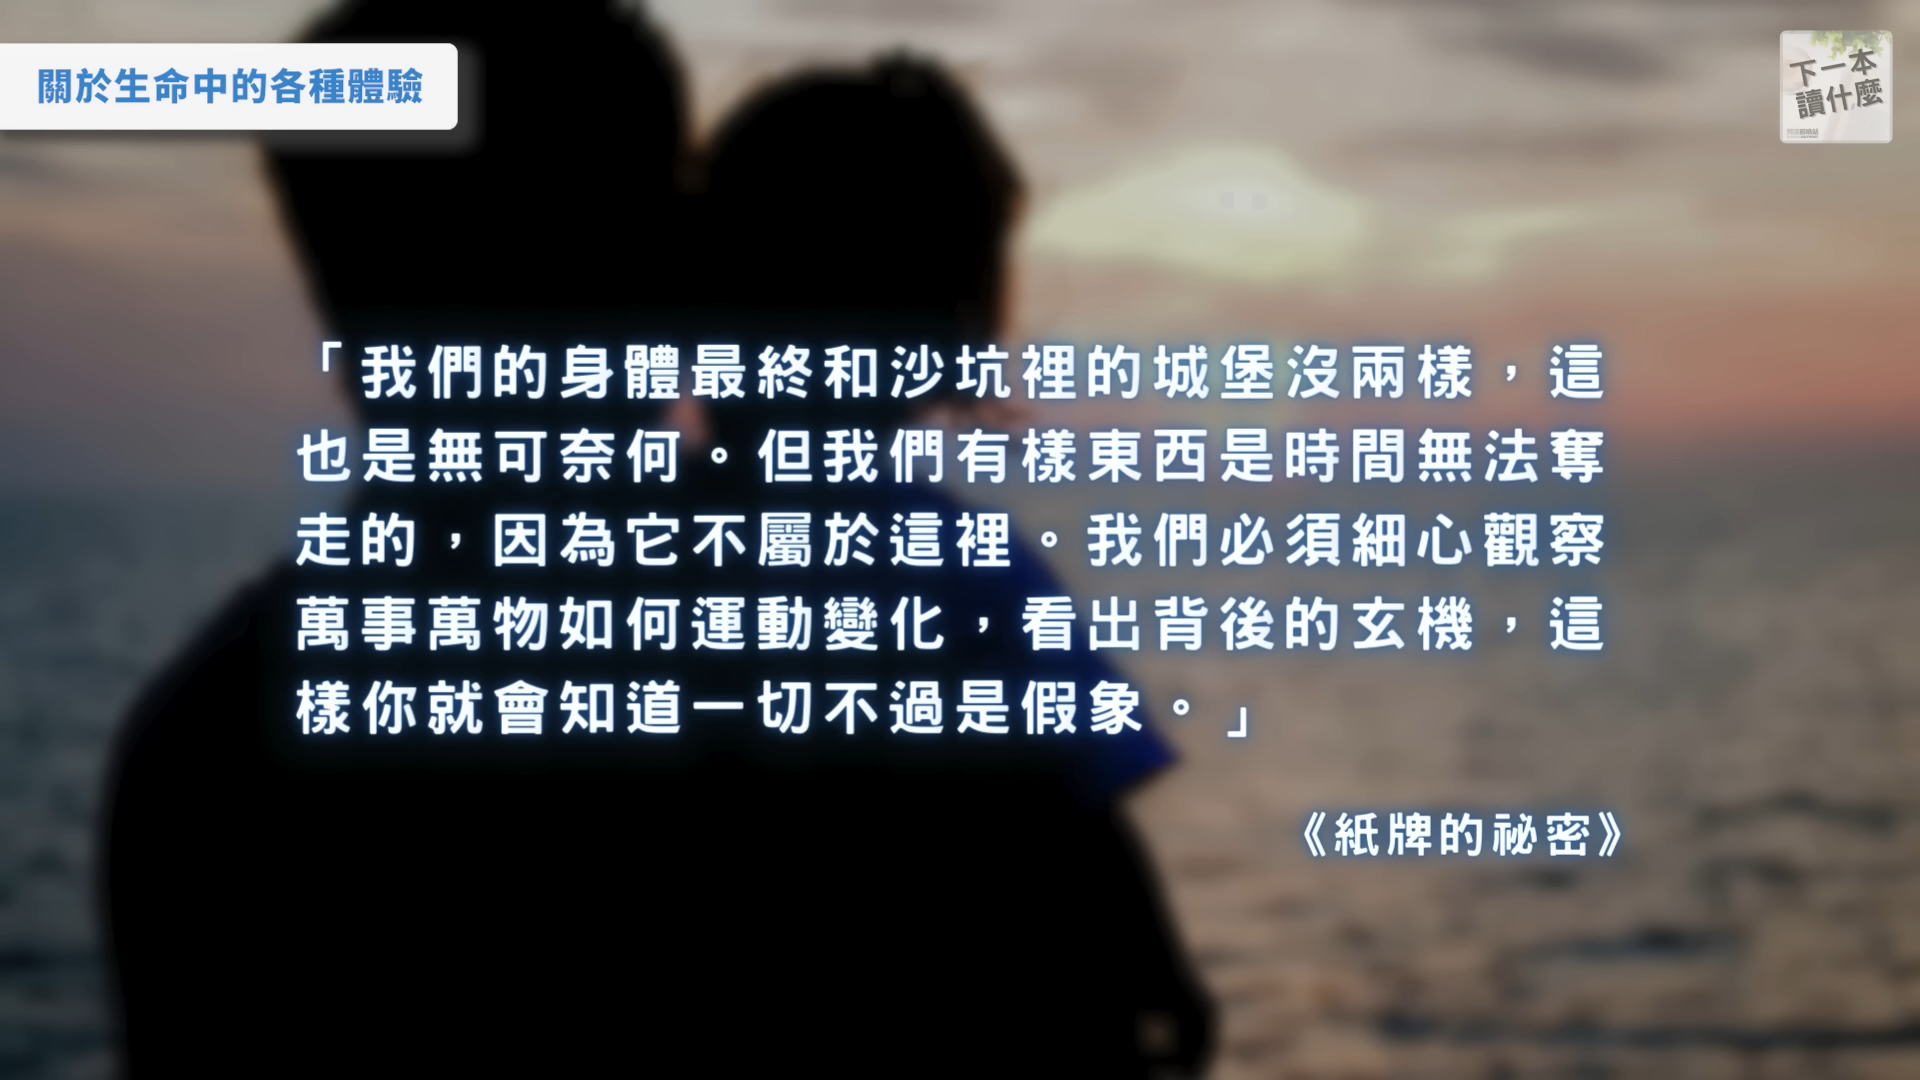 關於生命中的各種體驗
下一本
讀什麼
「我們的身體最終和沙坑裡的城堡沒兩樣，這
也是無可奈何。但我們有樣東西是時間無法奪
走的，因為它不屬於這裡。我們必須細心觀察
萬事萬物如何運動變化，看出背後的玄機，這
樣你就會知道一切不過是假象。」
《紙牌的祕密》